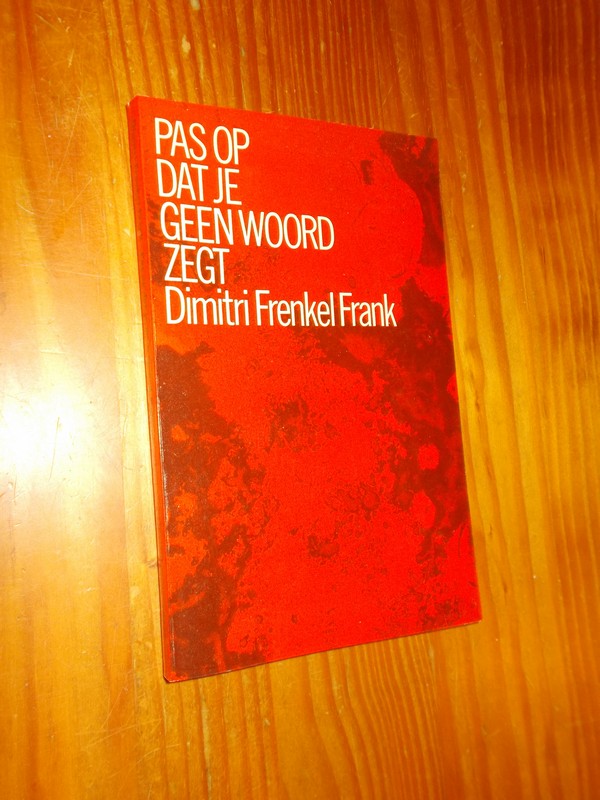 PAS OP
DAT JE
GEEN WOORD
ZEGT
Dimitri Frenkel Frank